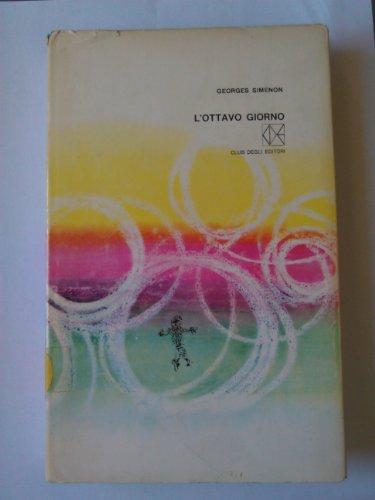 GEORGES SIMENON
L'OTTAVO GIORNO
CLUB DEGLI EDITORI